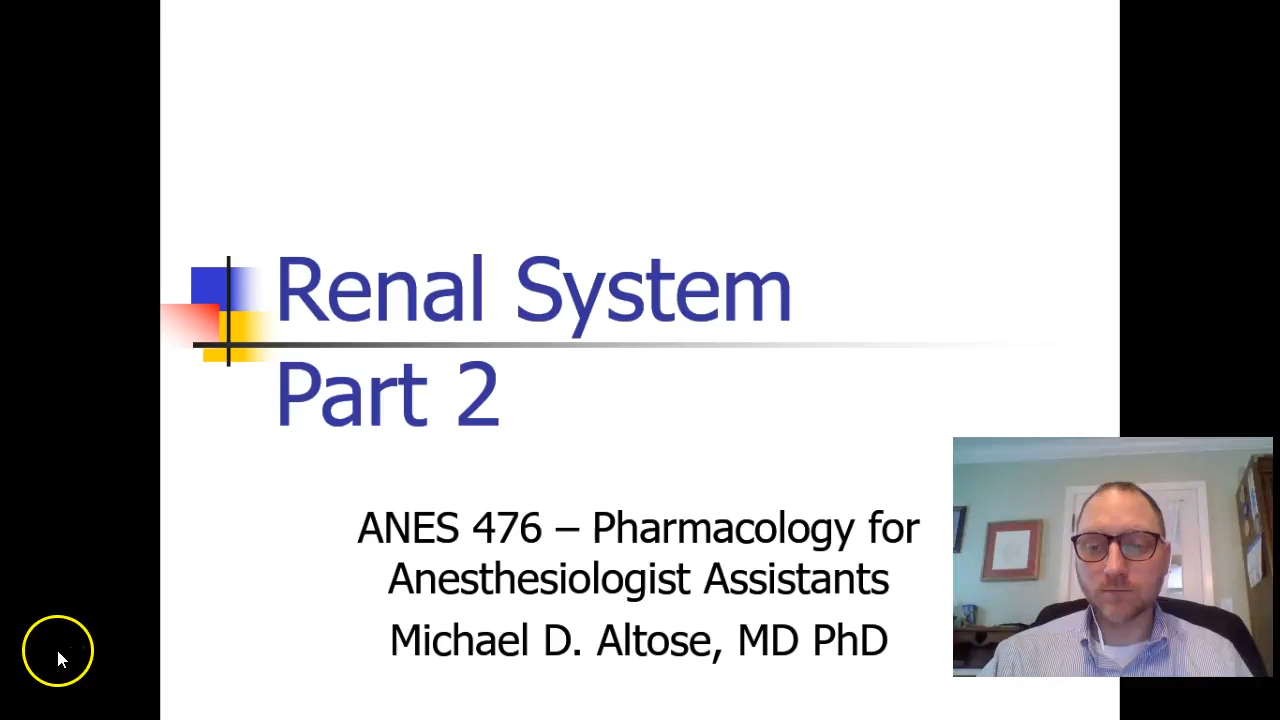 Renal System
Part 2
ANES 476 – Pharmacology for
Anesthesiologist Assistants
Michael D. Altose, MD PhD